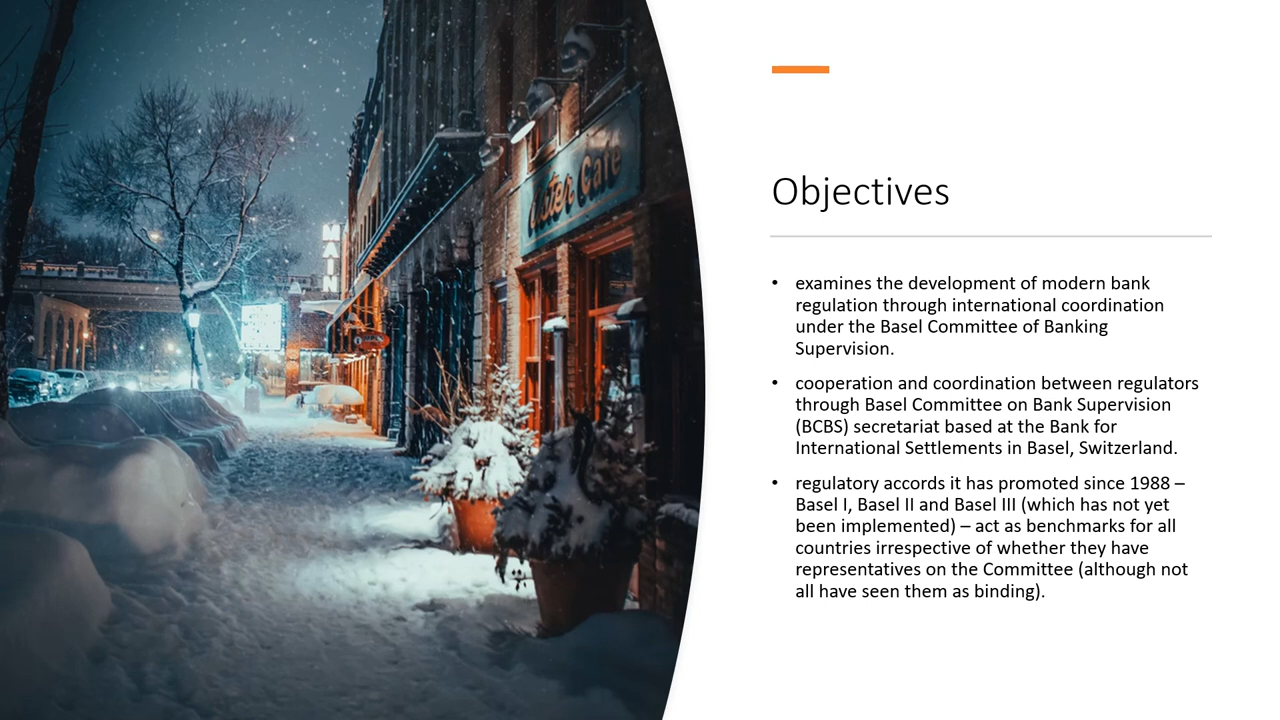 Aster Cafe
MAIN
Objectives
• examines the development of modern bank
regulation through international coordination
under the Basel Committee of Banking
Supervision.
• cooperation and coordination between regulators
through Basel Committee on Bank Supervision
(BCBS) secretariat based at the Bank for
International Settlements in Basel, Switzerland.
• regulatory accords it has promoted since 1988 –
Basel I, Basel II and Basel III (which has not yet
been implemented) – act as benchmarks for all
countries irrespective of whether they have
representatives on the Committee (although not
all have seen them as binding).